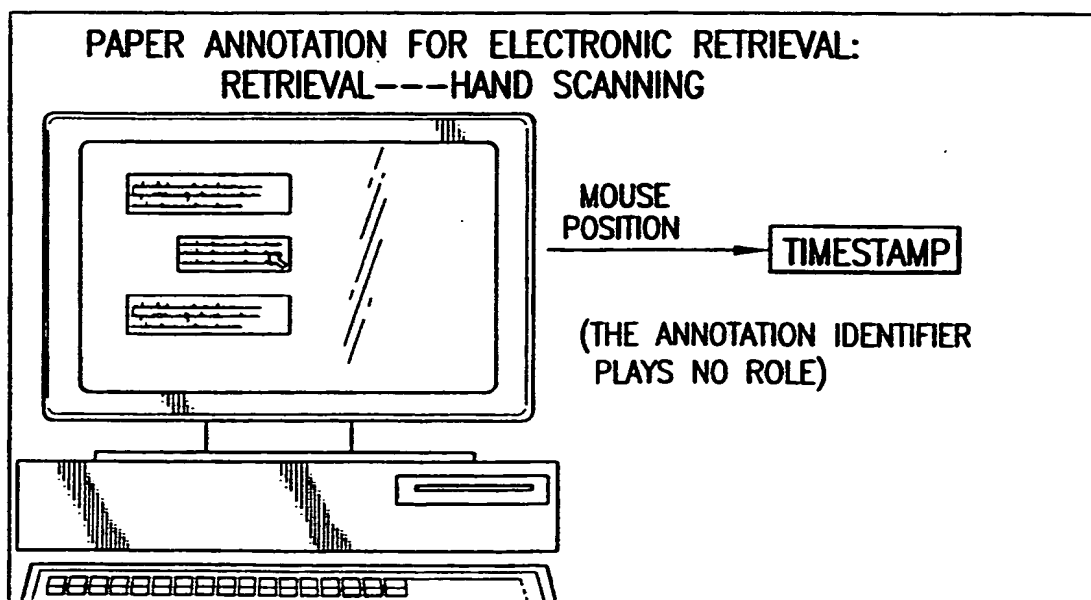 PAPER ANNOTATION FOR ELECTRONIC RETRIEVAL:
RETRIEVAL---HAND SCANNING
MOUSE
POSITION
TIMESTAMP
(THE ANNOTATION IDENTIFIER
PLAYS NO ROLE)